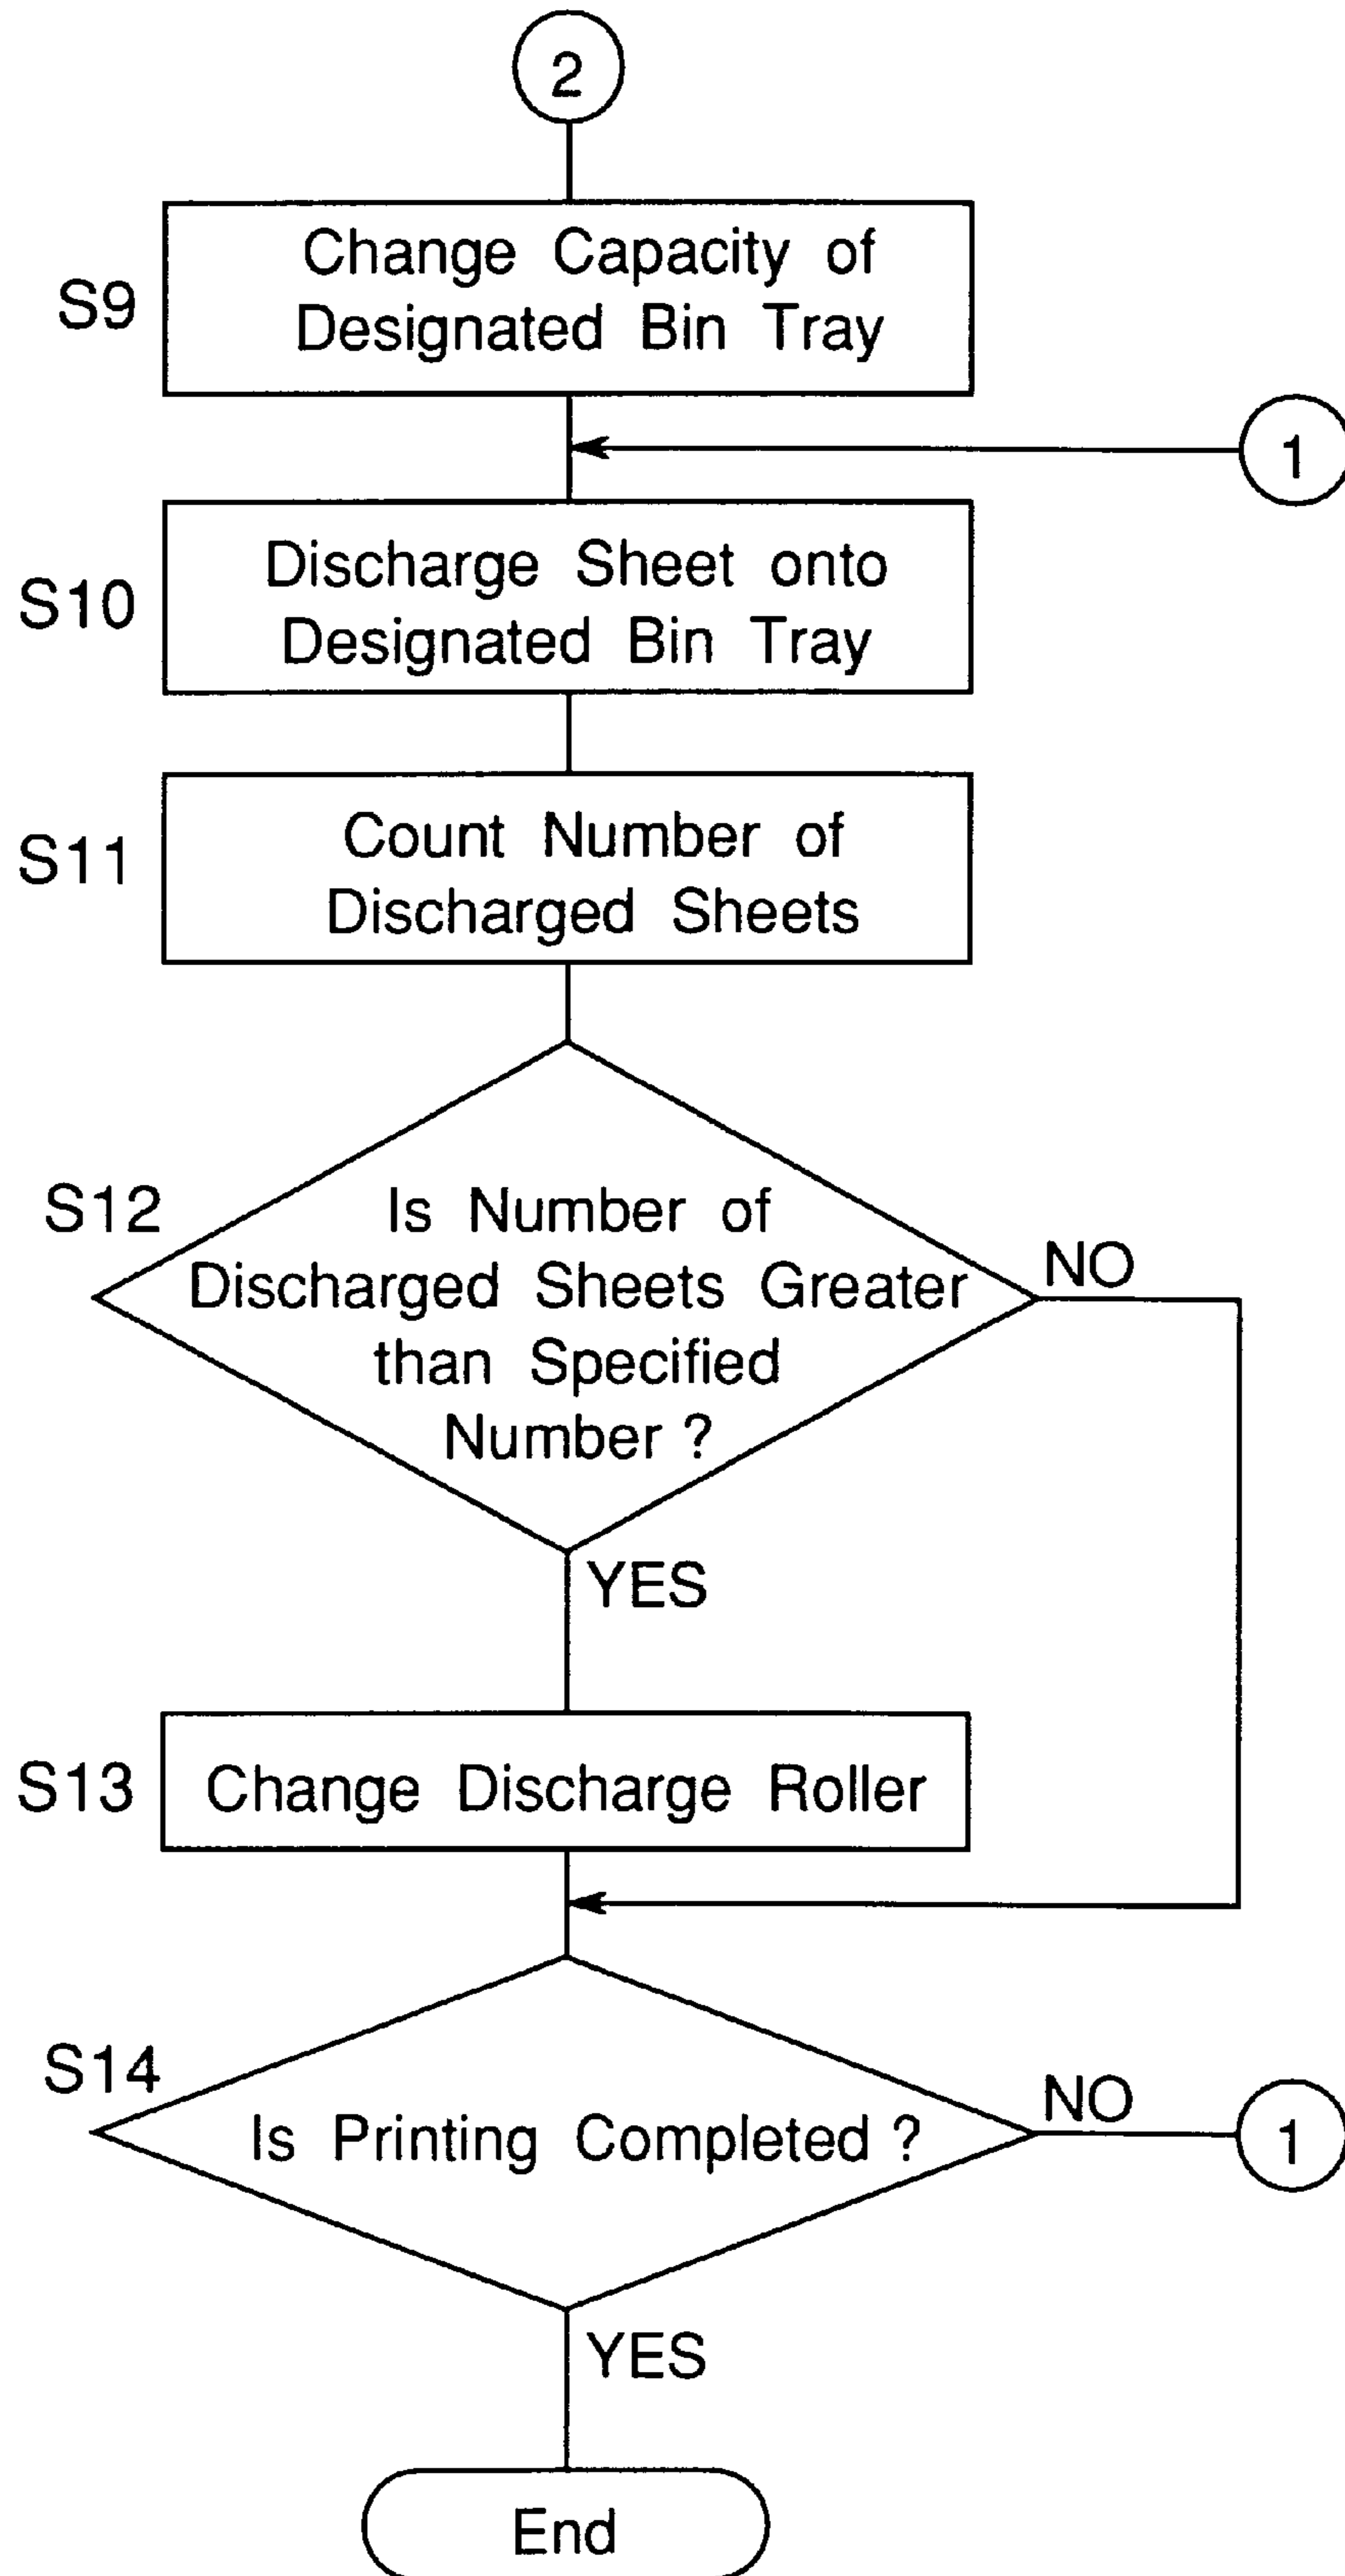 2
S9
Change Capacity of
Designated Bin Tray
1
S10
Discharge Sheet onto
Designated Bin Tray
S11
Count Number of
Discharged Sheets
S12
Is Number of
Discharged Sheets Greater
than Specified
Number ?
NO
YES
S13
Change Discharge Roller
S14
Is Printing Completed ?
NO
1
YES
End